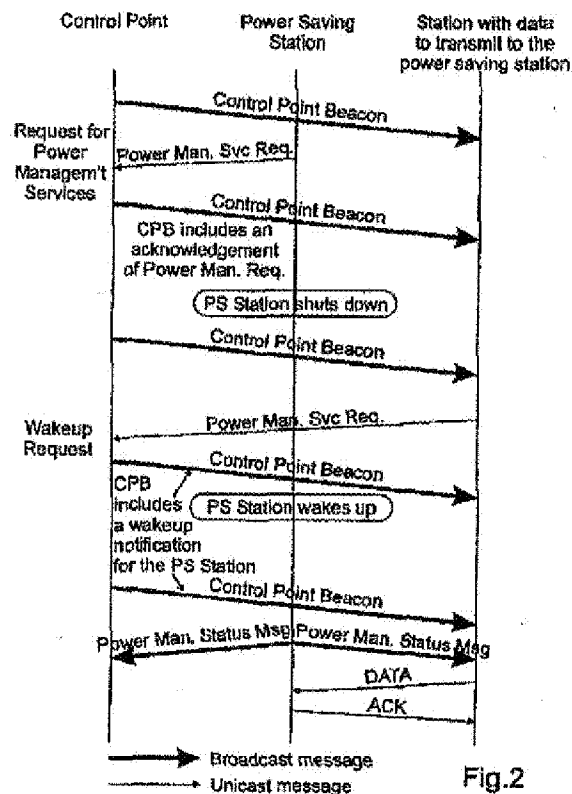 Control Point
Power Saving
Station
Station with data
to transmit to the
power saving station
Control Point Beacon
Request for
Power
Managem't
Services
Power Man. Svc Req.
Control Point Beacon
CPB includes an
acknowledgement
of Power Man. Req.
PS Station shuts down
Control Point Beacon
Power Man. Svc Req.
Wakeup
Request
Control Point Beacon
CPB
includes
a wakeup
notification
for the PS Station
PS Station wakes up
Control Point Beacon
Power Man. Status Msg
Power Man. Status Msg
DATA
ACK
Broadcast message
Unicast message
Fig.2